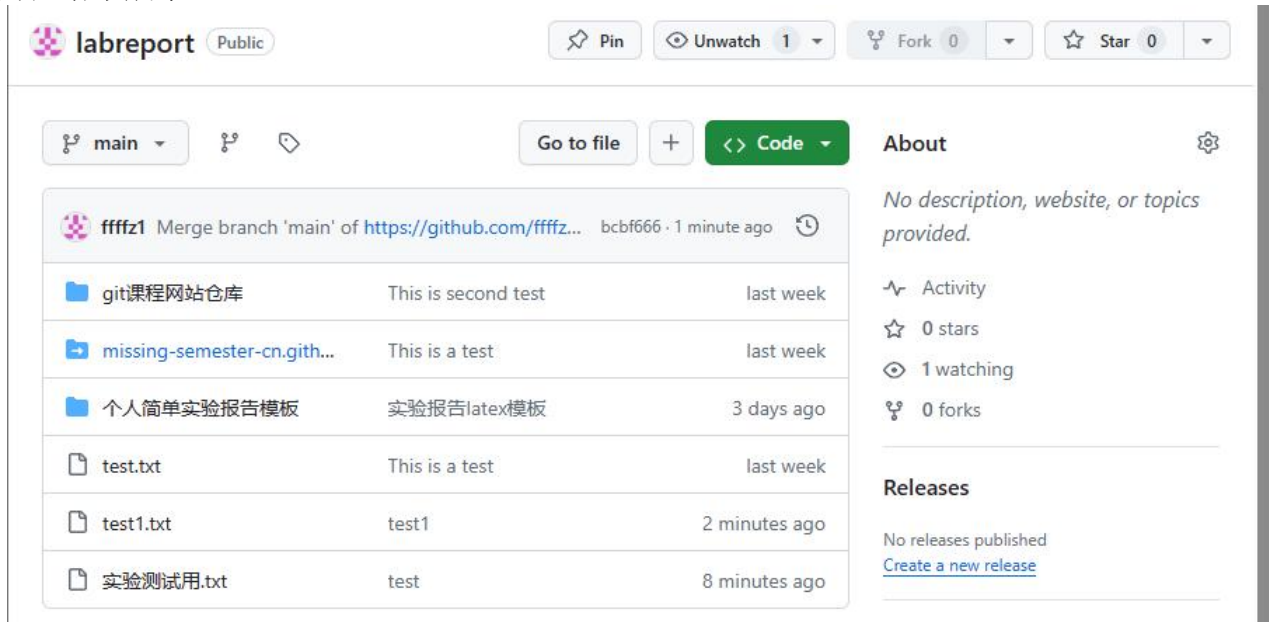 labreport Public Pin Unwatch 1 Fork 0 Star 0
main Go to file + Code
ffffz1 Merge branch 'main' of https://github.com/ffffz... bcbf666 · 1 minute ago
git课程网站仓库 This is second test last week
missing-semester-cn.gith... This is a test last week
个人简单实验报告模板 实验报告latex模板 3 days ago
test.txt This is a test last week
test1.txt test1 2 minutes ago
实验测试用.txt test 8 minutes ago
About
No description, website, or topics
provided.
Activity
0 stars
1 watching
0 forks
Releases
No releases published
Create a new release